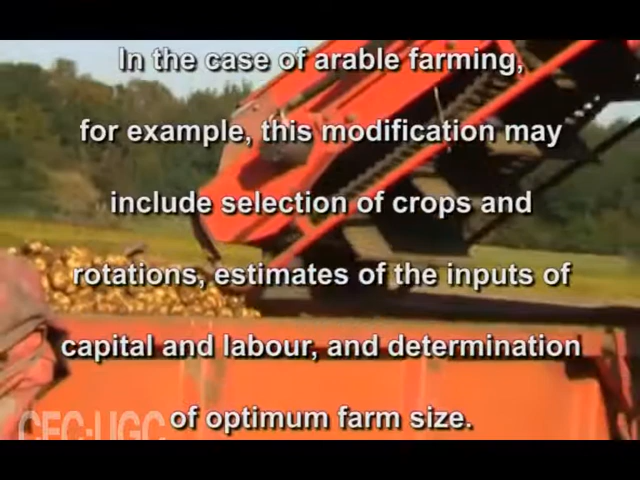 In the case of arable farming,
for example, this modification may
include selection of crops and
rotations, estimates of the inputs of
capital and labour, and determination
of optimum farm size.
CEC-UGC